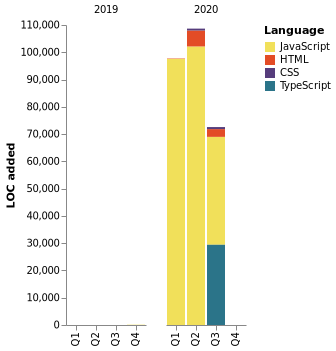 2019
2020
Language
JavaScript
HTML
CSS
TypeScript
LOC added
110,000
100,000
90,000
80,000
70,000
60,000
50,000
40,000
30,000
20,000
10,000
0
Q1
Q2
Q3
Q4
Q1
Q2
Q3
Q4